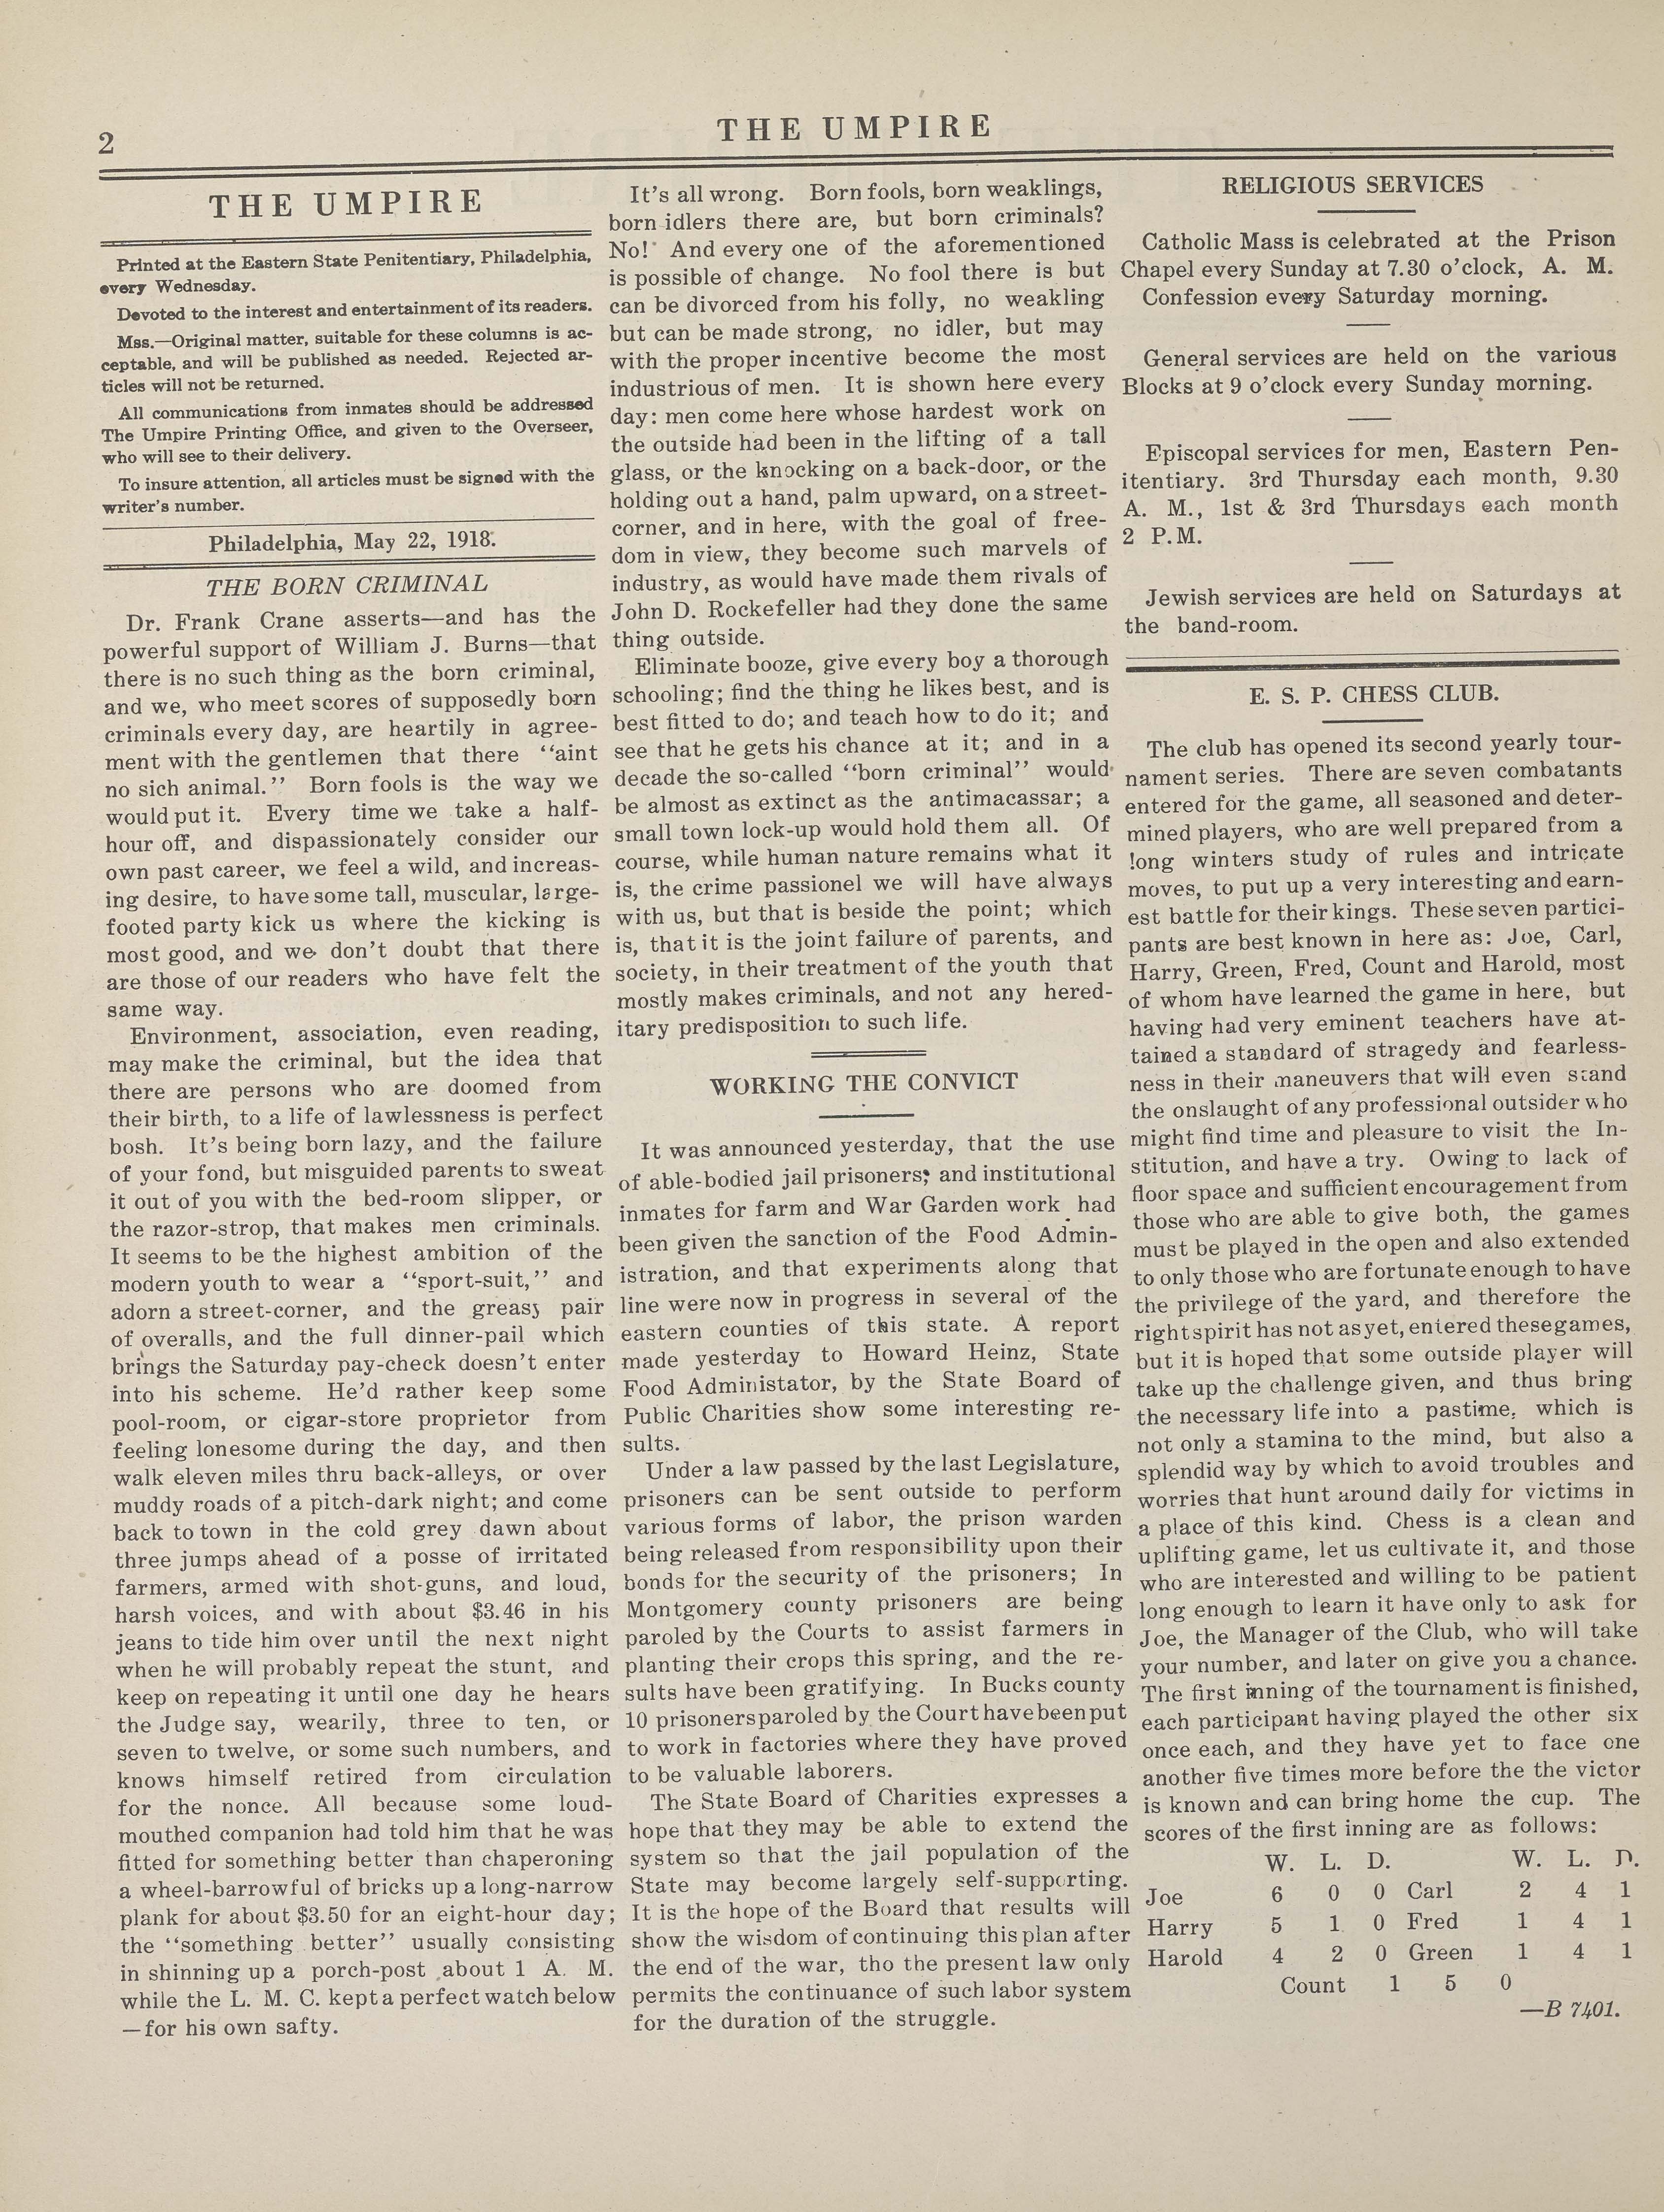 2
THE UMPIRE
THE UMPIRE
Printed at the Eastern State Penitentiary, Philadelphia,
every Wednesday.
Devoted to the interest and entertainment of its readers.
Mss.—Original matter, suitable for these columns is ac-
ceptable, and will be published as needed. Rejected ar-
ticles will not be returned.
All communications from inmates should be addressed
The Umpire Printing Office, and given to the Overseer,
who will see to their delivery.
To insure attention, all articles must be signed with the
writer's number.
Philadelphia, May 22, 1918.
THE BORN CRIMINAL
Dr. Frank Crane asserts—and has the
powerful support of William J. Burns—that
there is no such thing as the born criminal,
and we, who meet scores of supposedly born
criminals every day, are heartily in agree-
ment with the gentlemen that there "aint
no sich animal." Born fools is the way we
would put it. Every time we take a half-
hour off, and dispassionately consider our
own past career, we feel a wild, and increas-
ing desire, to have some tall, muscular, large-
footed party kick us where the kicking is
most good, and we don't doubt that there
are those of our readers who have felt the
same way.
Environment, association, even reading,
may make the criminal, but the idea that
there are persons who are doomed from
their birth, to a life of lawlessness is perfect
bosh. It's being born lazy, and the failure
of your fond, but misguided parents to sweat
it out of you with the bed-room slipper, or
the razor-strop, that makes men criminals.
It seems to be the highest ambition of the
modern youth to wear a "sport-suit," and
adorn a street-corner, and the greasy pair
of overalls, and the full dinner-pail which
brings the Saturday pay-check doesn't enter
into his scheme. He'd rather keep some
pool-room, or cigar-store proprietor from
feeling lonesome during the day, and then
walk eleven miles thru back-alleys, or over
muddy roads of a pitch-dark night; and come
back to town in the cold grey dawn about
three jumps ahead of a posse of irritated
farmers, armed with shot-guns, and loud,
harsh voices, and with about $3.46 in his
jeans to tide him over until the next night
when he will probably repeat the stunt, and
keep on repeating it until one day he hears
the Judge say, wearily, three to ten, or
seven to twelve, or some such numbers, and
knows himself retired from circulation
for the nonce. All because some loud-
mouthed companion had told him that he was
fitted for something better than chaperoning
a wheel-barrowful of bricks up a long-narrow
plank for about $3.50 for an eight-hour day;
the "something better" usually consisting
in shinning up a porch-post about 1 A. M.
while the L. M. C. kept a perfect watch below
—for his own safty.
It's all wrong. Born fools, born weaklings,
born idlers there are, but born criminals?
No! And every one of the aforementioned
is possible of change. No fool there is but
can be divorced from his folly, no weakling
but can be made strong, no idler, but may
with the proper incentive become the most
industrious of men. It is shown here every
day: men come here whose hardest work on
the outside had been in the lifting of a tall
glass, or the knocking on a back-door, or the
holding out a hand, palm upward, on a street-
corner, and in here, with the goal of free-
dom in view, they become such marvels of
industry, as would have made them rivals of
John D. Rockefeller had they done the same
thing outside.
Eliminate booze, give every boy a thorough
schooling; find the thing he likes best, and is
best fitted to do; and teach how to do it; and
see that he gets his chance at it; and in a
decade the so-called "born criminal" would
be almost as extinct as the antimacassar; a
small town lock-up would hold them all. Of
course, while human nature remains what it
is, the crime passionel we will have always
with us, but that is beside the point; which
is, that it is the joint failure of parents, and
society, in their treatment of the youth that
mostly makes criminals, and not any hered-
itary predisposition to such life.
WORKING THE CONVICT
It was announced yesterday, that the use
of able-bodied jail prisoners; and institutional
inmates for farm and War Garden work had
been given the sanction of the Food Admin-
istration, and that experiments along that
line were now in progress in several of the
eastern counties of this state. A report
made yesterday to Howard Heinz, State
Food Administator, by the State Board of
Public Charities show some interesting re-
sults.
Under a law passed by the last Legislature,
prisoners can be sent outside to perform
various forms of labor, the prison warden
being released from responsibility upon their
bonds for the security of the prisoners; In
Montgomery county prisoners are being
paroled by the Courts to assist farmers in
planting their crops this spring, and the re-
sults have been gratifying. In Bucks county
10 prisoners paroled by the Court have been put
to work in factories where they have proved
to be valuable laborers.
The State Board of Charities expresses a
hope that they may be able to extend the
system so that the jail population of the
State may become largely self-supporting.
It is the hope of the Board that results will
show the wisdom of continuing this plan after
the end of the war, tho the present law only
permits the continuance of such labor system
for the duration of the struggle.
RELIGIOUS SERVICES
Catholic Mass is celebrated at the Prison
Chapel every Sunday at 7.30 o'clock, A. M.
Confession every Saturday morning.
General services are held on the various
Blocks at 9 o'clock every Sunday morning.
Episcopal services for men, Eastern Pen-
itentiary. 3rd Thursday each month, 9.30
A. M., 1st & 3rd Thursdays each month
2 P.M.
Jewish services are held on Saturdays at
the band-room.
E. S. P. CHESS CLUB.
The club has opened its second yearly tour-
nament series. There are seven combatants
entered for the game, all seasoned and deter-
mined players, who are well prepared from a
long winters study of rules and intricate
moves, to put up a very interesting and earn-
est battle for their kings. These seven partici-
pants are best known in here as: Joe, Carl,
Harry, Green, Fred, Count and Harold, most
of whom have learned the game in here, but
having had very eminent teachers have at-
tained a standard of stragedy and fearless-
ness in their maneuvers that will even stand
the onslaught of any professional outsider who
might find time and pleasure to visit the In-
stitution, and have a try. Owing to lack of
floor space and sufficient encouragement from
those who are able to give both, the games
must be played in the open and also extended
to only those who are fortunate enough to have
the privilege of the yard, and therefore the
right spirit has not as yet, entered these games,
but it is hoped that some outside player will
take up the challenge given, and thus bring
the necessary life into a pastime, which is
not only a stamina to the mind, but also a
splendid way by which to avoid troubles and
worries that hunt around daily for victims in
a place of this kind. Chess is a clean and
uplifting game, let us cultivate it, and those
who are interested and willing to be patient
long enough to learn it have only to ask for
Joe, the Manager of the Club, who will take
your number, and later on give you a chance.
The first inning of the tournament is finished,
each participant having played the other six
once each, and they have yet to face one
another five times more before the the victor
is known and can bring home the cup. The
scores of the first inning are as follows:
W. L. D. W. L. D.
Joe 6 0 0 Carl 2 4 1
Harry 5 1 0 Fred 1 4 1
Harold 4 2 0 Green 1 4 1
Count 1 5 0
—B 7401.